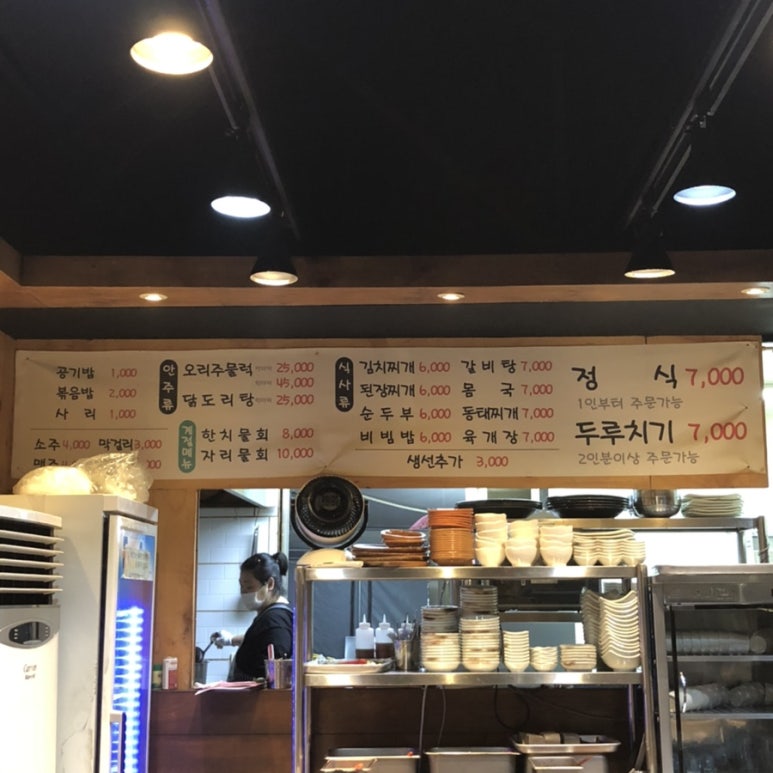 공기밥 1,000
볶음밥 2,000
사리 1,000
소주 4,000 막걸리 3,000
맥주
안주류
오리주물럭 25,000
45,000
닭도리탕 25,000
계절메뉴
한치물회 8,000
자리물회 10,000
식사류
김치찌개 6,000 갈비탕 7,000
된장찌개 6,000 몸국 7,000
순두부 6,000 동태찌개 7,000
비빔밥 6,000 육개장 7,000
생선추가 3,000
정식 7,000
1인부터 주문가능
두루치기 7,000
2인분이상 주문가능